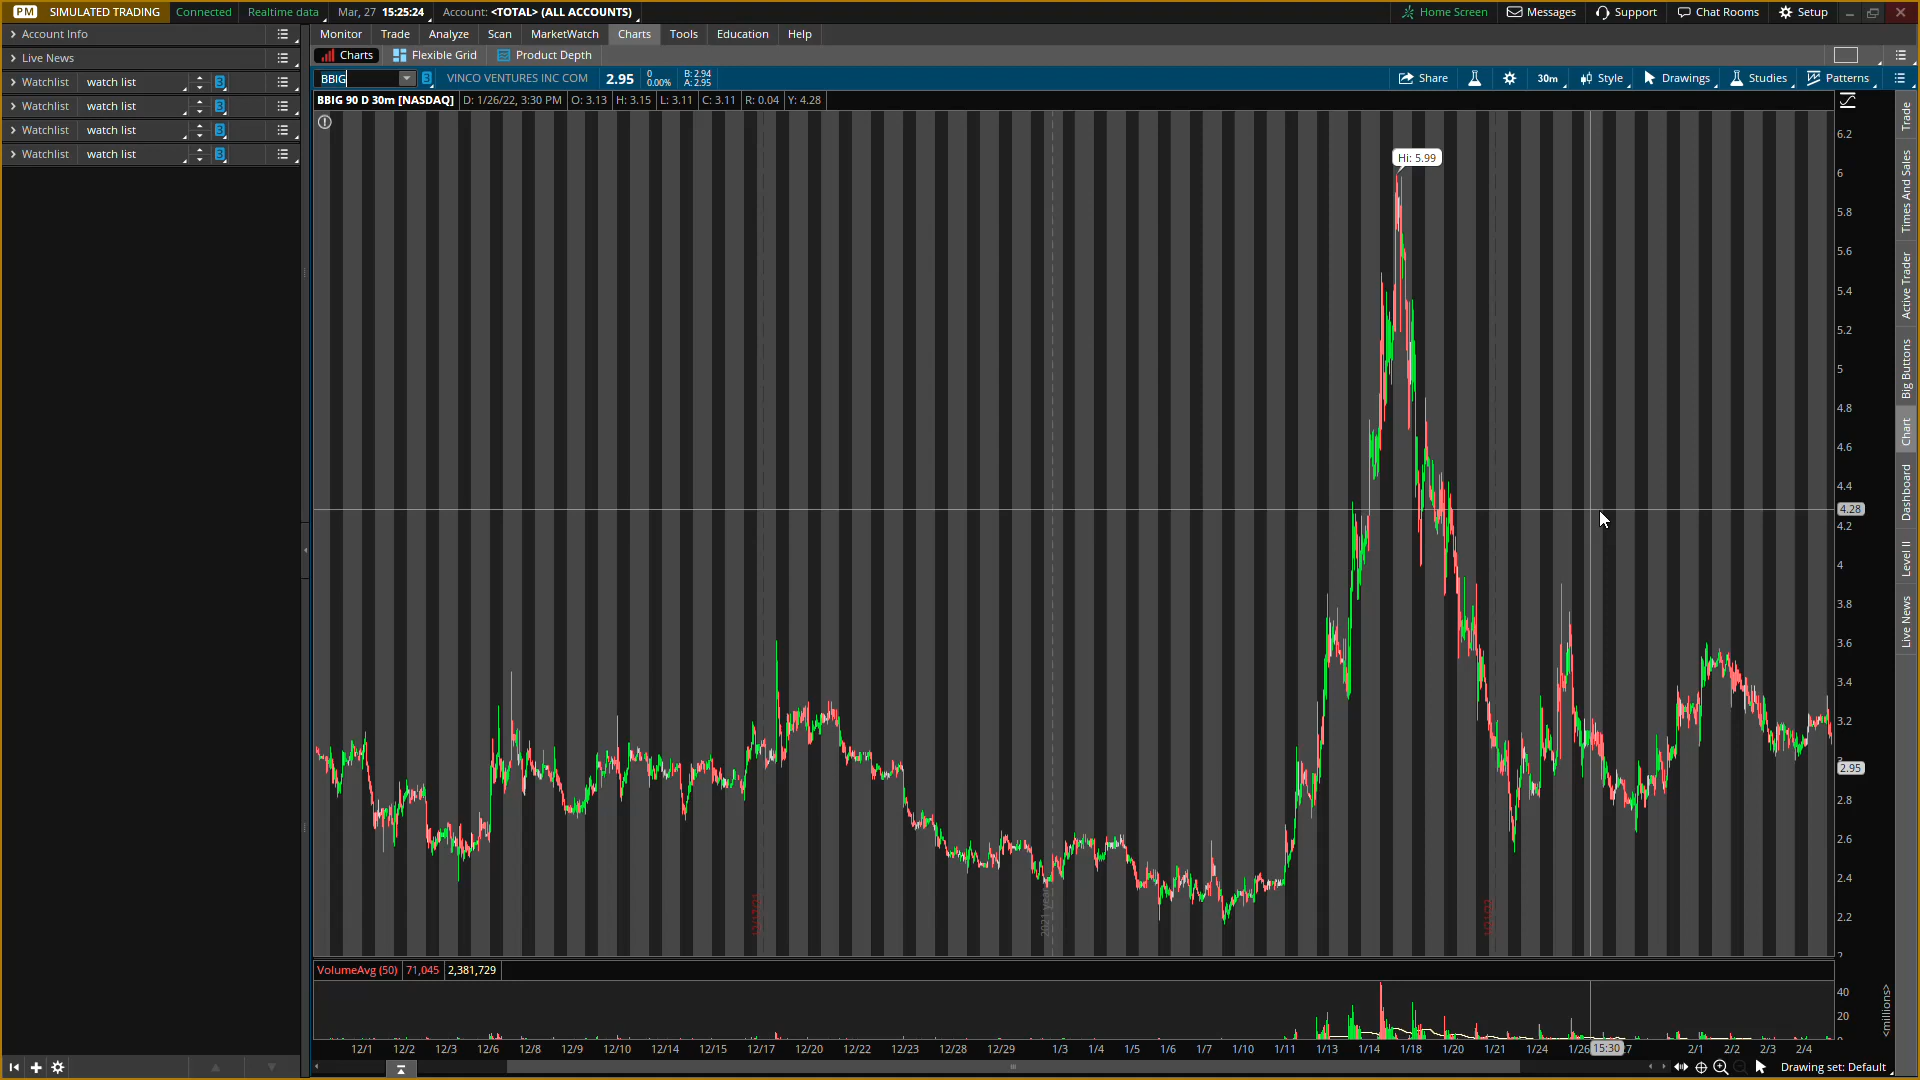 PM SIMULATED TRADING Connected Realtime data Mar, 27 15:25:24 Account: <TOTAL> (ALL ACCOUNTS) Home Screen Messages Support Chat Rooms Setup
Account Info
Live News
Watchlist watch list 3
Watchlist watch list 3
Watchlist watch list 3
Watchlist watch list 3
Monitor Trade Analyze Scan MarketWatch Charts Tools Education Help
Charts Flexible Grid Product Depth
BBIG 3 VINCO VENTURES INC COM 2.95 0 0.00% B: 2.94 A: 2.95 Share 30m Style Drawings Studies Patterns
BBIG 90 D 30m [NASDAQ] D: 1/26/22, 3:30 PM O: 3.13 H: 3.15 L: 3.11 C: 3.11 R: 0.04 Y: 4.28
Hi: 5.99
6.2
6
5.8
5.6
5.4
5.2
5
4.8
4.6
4.4
4.28
4.2
4
3.8
3.6
3.4
3.2
2.95
2.8
2.6
2.4
2.2
2021 year
Trade
Times And Sales
Active Trader
Big Buttons
Chart
Dashboard
Level II
Live News
VolumeAvg (50) 71,045 2,381,729
40
20
<millions>
12/1 12/2 12/3 12/6 12/8 12/9 12/10 12/14 12/15 12/17 12/20 12/22 12/23 12/28 12/29 1/3 1/4 1/5 1/6 1/7 1/10 1/11 1/13 1/14 1/18 1/20 1/21 1/24 1/26 15:30 2/1 2/2 2/3 2/4
Drawing set: Default